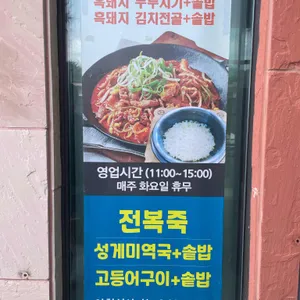 흑돼지 두루치기+솥밥
흑돼지 김치전골+솥밥
영업시간 (11:00~15:00)
매주 화요일 휴무
전복죽
성게미역국+솥밥
고등어구이+솥밥